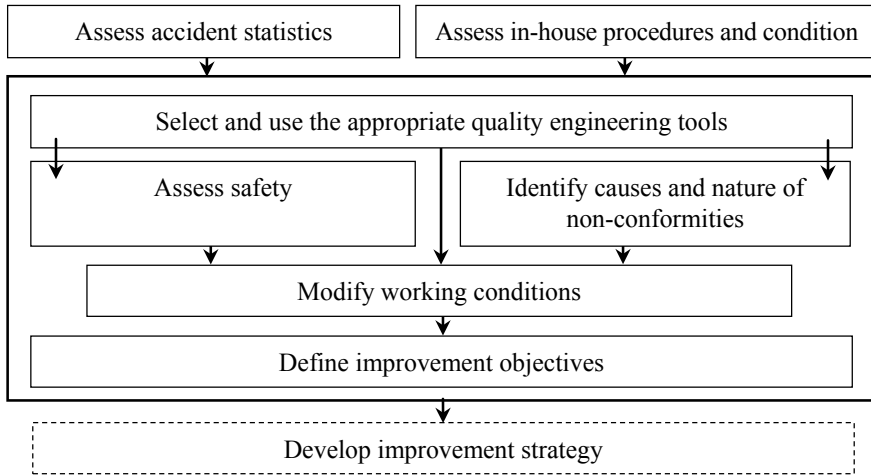 Assess accident statistics
Assess in-house procedures and condition
Select and use the appropriate quality engineering tools
Assess safety
Identify causes and nature of
non-conformities
Modify working conditions
Define improvement objectives
Develop improvement strategy